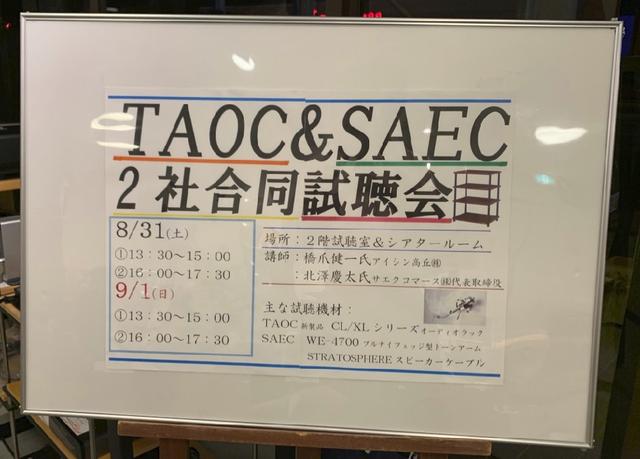 TAOC&SAEC
2社合同試聴会
8/31(土)
①13:30〜15:00
②16:00〜17:30
9/1(日)
①13:30〜15:00
②16:00〜17:30
場所:2階試聴室&シアタールーム
講師:橋爪健一氏アイシン高丘㈱
:北澤慶太氏サエクコマース㈱代表取締役
主な試聴機材:
TAOC 新製品 CL/XLシリーズオーディオラック
SAEC WE-4700 フルナイフェッジ型トーンアーム
STRATOSPHERE スピーカーケーブル